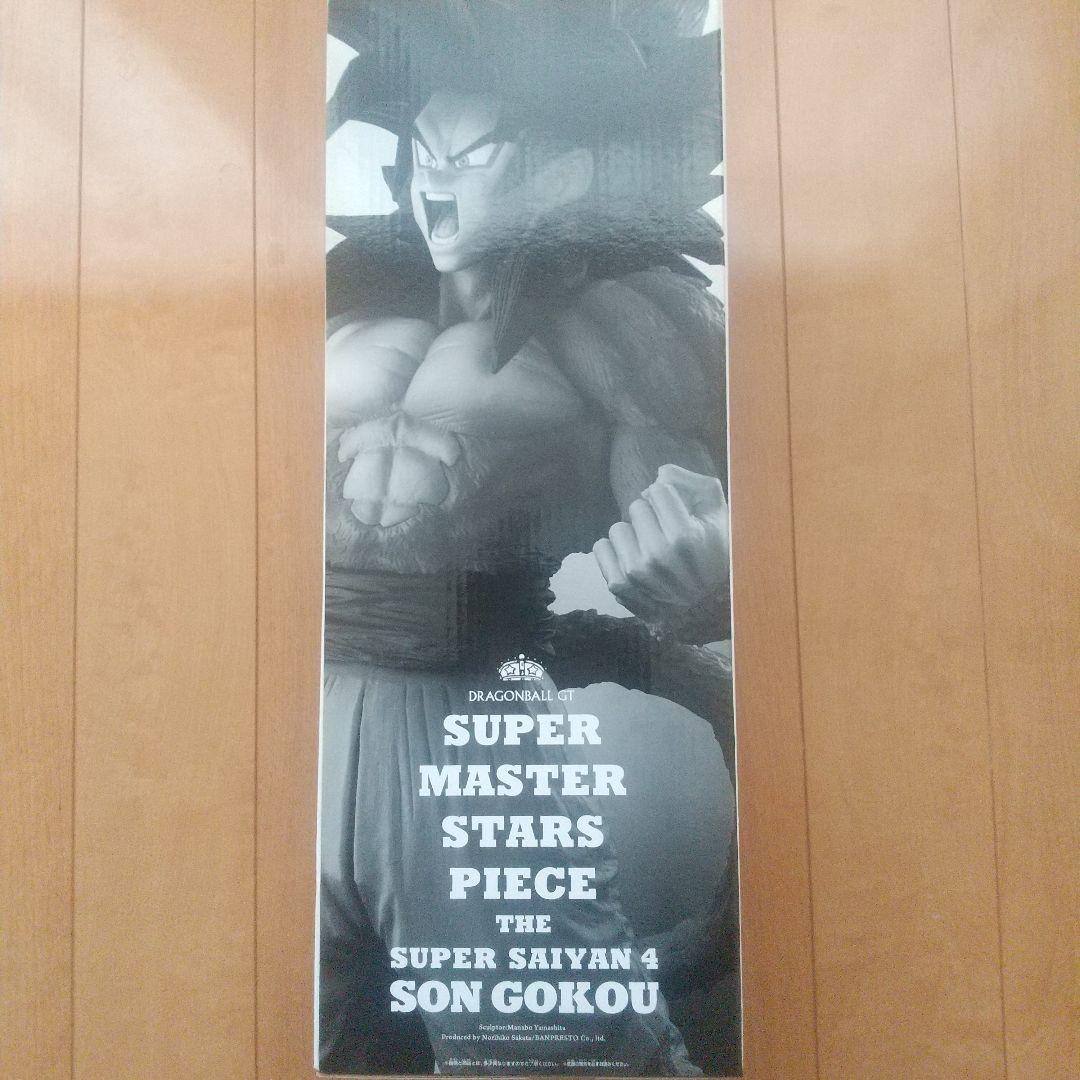 DRAGONBALL GT
SUPER
MASTER
STARS
PIECE
THE
SUPER SAIYAN 4
SON GOKOU
Sculptor:Manabu Yamashita
Produced by Norihiko Sakata/BANPRESTO Co., ltd.